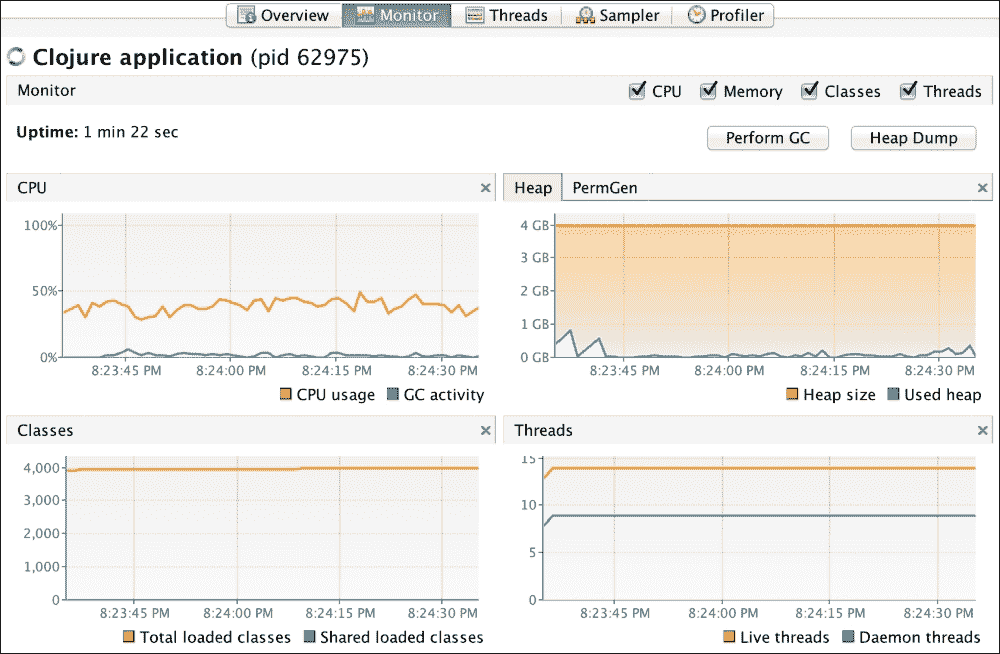 Overview Monitor Threads Sampler Profiler
Clojure application (pid 62975)
Monitor CPU Memory Classes Threads
Uptime: 1 min 22 sec
Perform GC Heap Dump
CPU
100%
50%
0%
8:23:45 PM 8:24:00 PM 8:24:15 PM 8:24:30 PM
CPU usage GC activity
Heap PermGen
4 GB
3 GB
2 GB
1 GB
0 GB
8:23:45 PM 8:24:00 PM 8:24:15 PM 8:24:30 PM
Heap size Used heap
Classes
4,000
3,000
2,000
1,000
0
8:23:45 PM 8:24:00 PM 8:24:15 PM 8:24:30 PM
Total loaded classes Shared loaded classes
Threads
15
10
5
0
8:23:45 PM 8:24:00 PM 8:24:15 PM 8:24:30 PM
Live threads Daemon threads